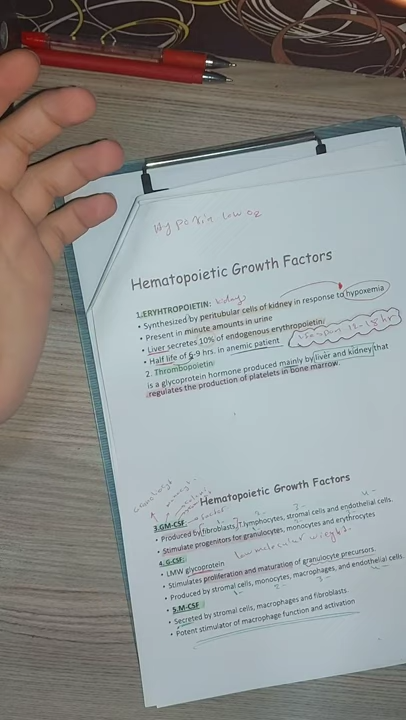 Hypoxia low O2
Hematopoietic Growth Factors
1.ERYHTROPOIETIN: kidney
• Synthesized by peritubular cells of kidney in response to hypoxemia
• Present in minute amounts in urine
• Liver secretes 10% of endogenous erythropoietin.
• Half life of 6-9 hrs. in anemic patient
2. Thrombopoietin
is a glycoprotein hormone produced mainly by liver and kidney that
regulates the production of platelets in bone marrow.
Hematopoietic Growth Factors
3.GM-CSF factor
• Produced by fibroblasts, T.lymphocytes, stromal cells and endothelial cells.
• Stimulate progenitors for granulocytes, monocytes and erythrocytes
4. G-CSF: Low molecular weight
• LMW glycoprotein
• Stimulates proliferation and maturation of granulocyte precursors.
• Produced by stromal cells, monocytes, macrophages, and endothelial cells
5.M-CSF
• Secreted by stromal cells, macrophages and fibroblasts.
• Potent stimulator of macrophage function and activation